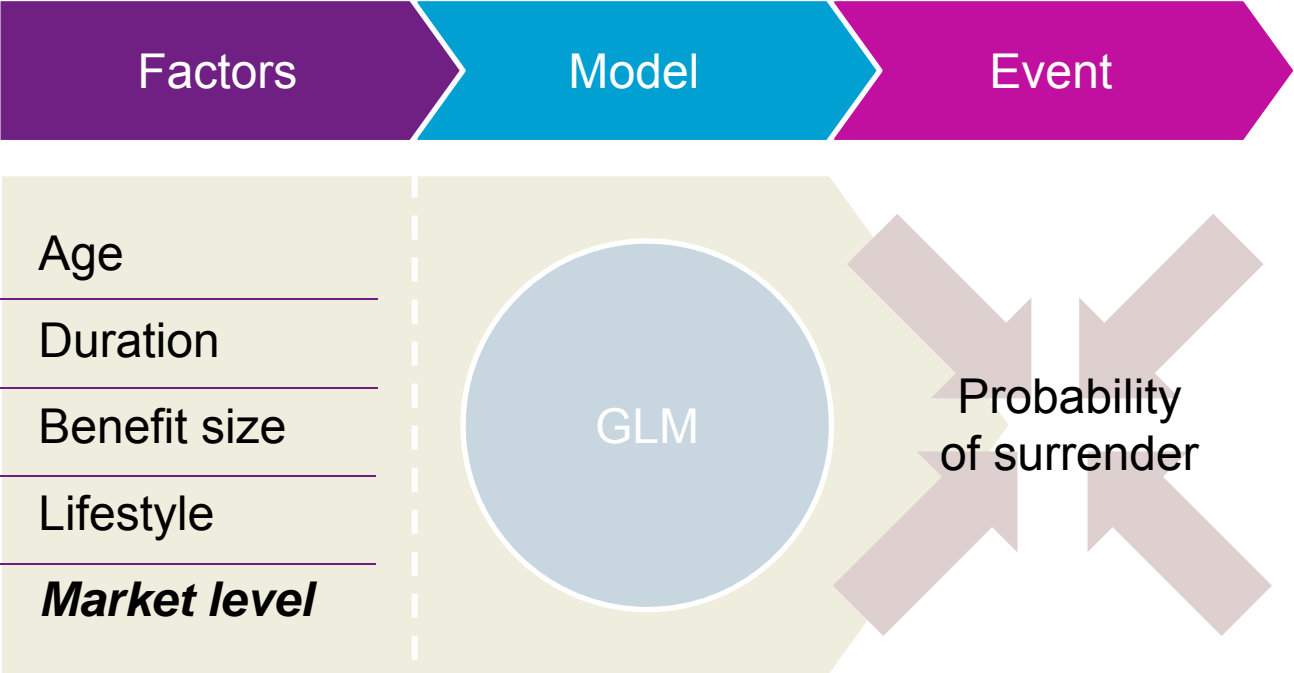 Factors
Model
Event
Age
Duration
Benefit size
Lifestyle
Market level
GLM
Probability
of surrender